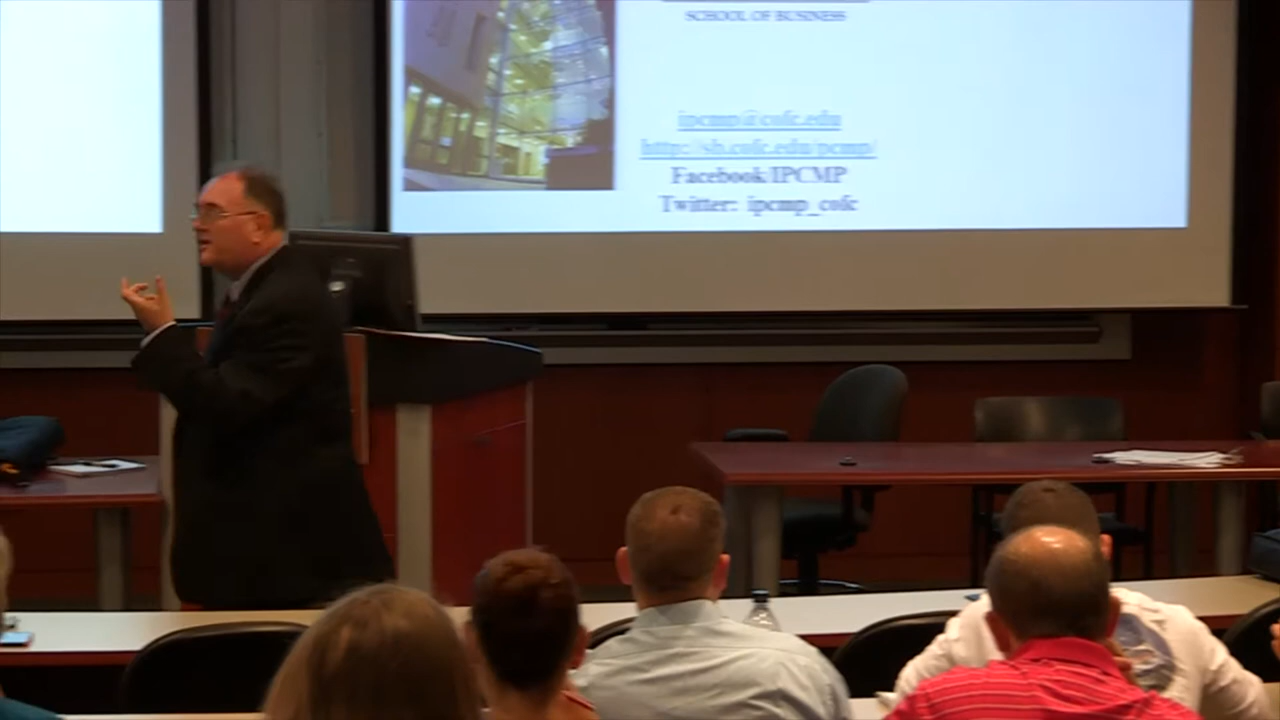 SCHOOL OF BUSINESS
ipcmp@cofc.edu
http://sb.cofc.edu/ipcmp/
Facebook/IPCMP
Twitter: ipcmp_cofc